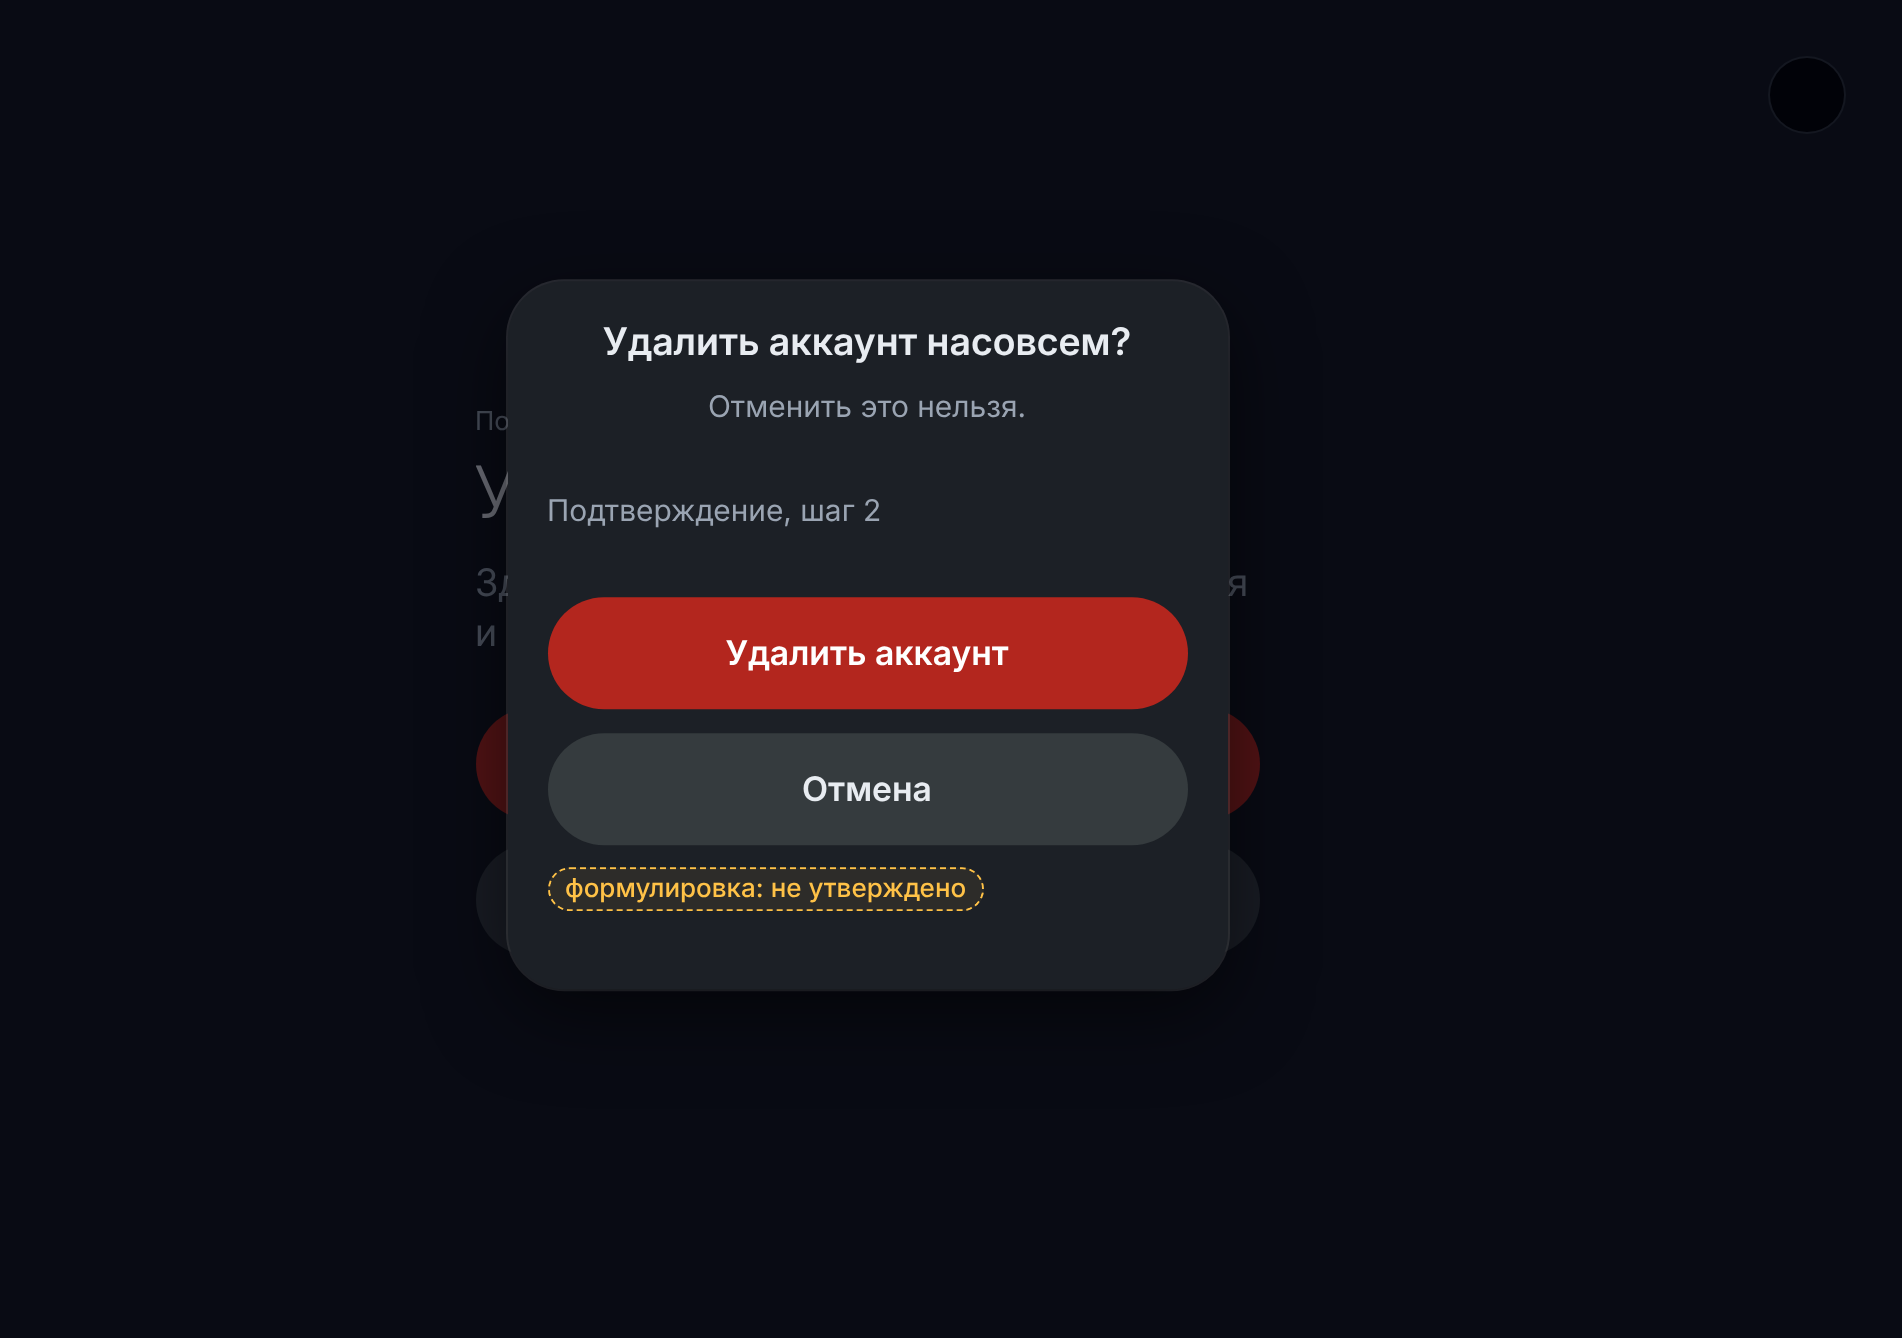 Удалить аккаунт насовсем?
Отменить это нельзя.
Подтверждение, шаг 2
и
я
Удалить аккаунт
Отмена
формулировка: не утверждено